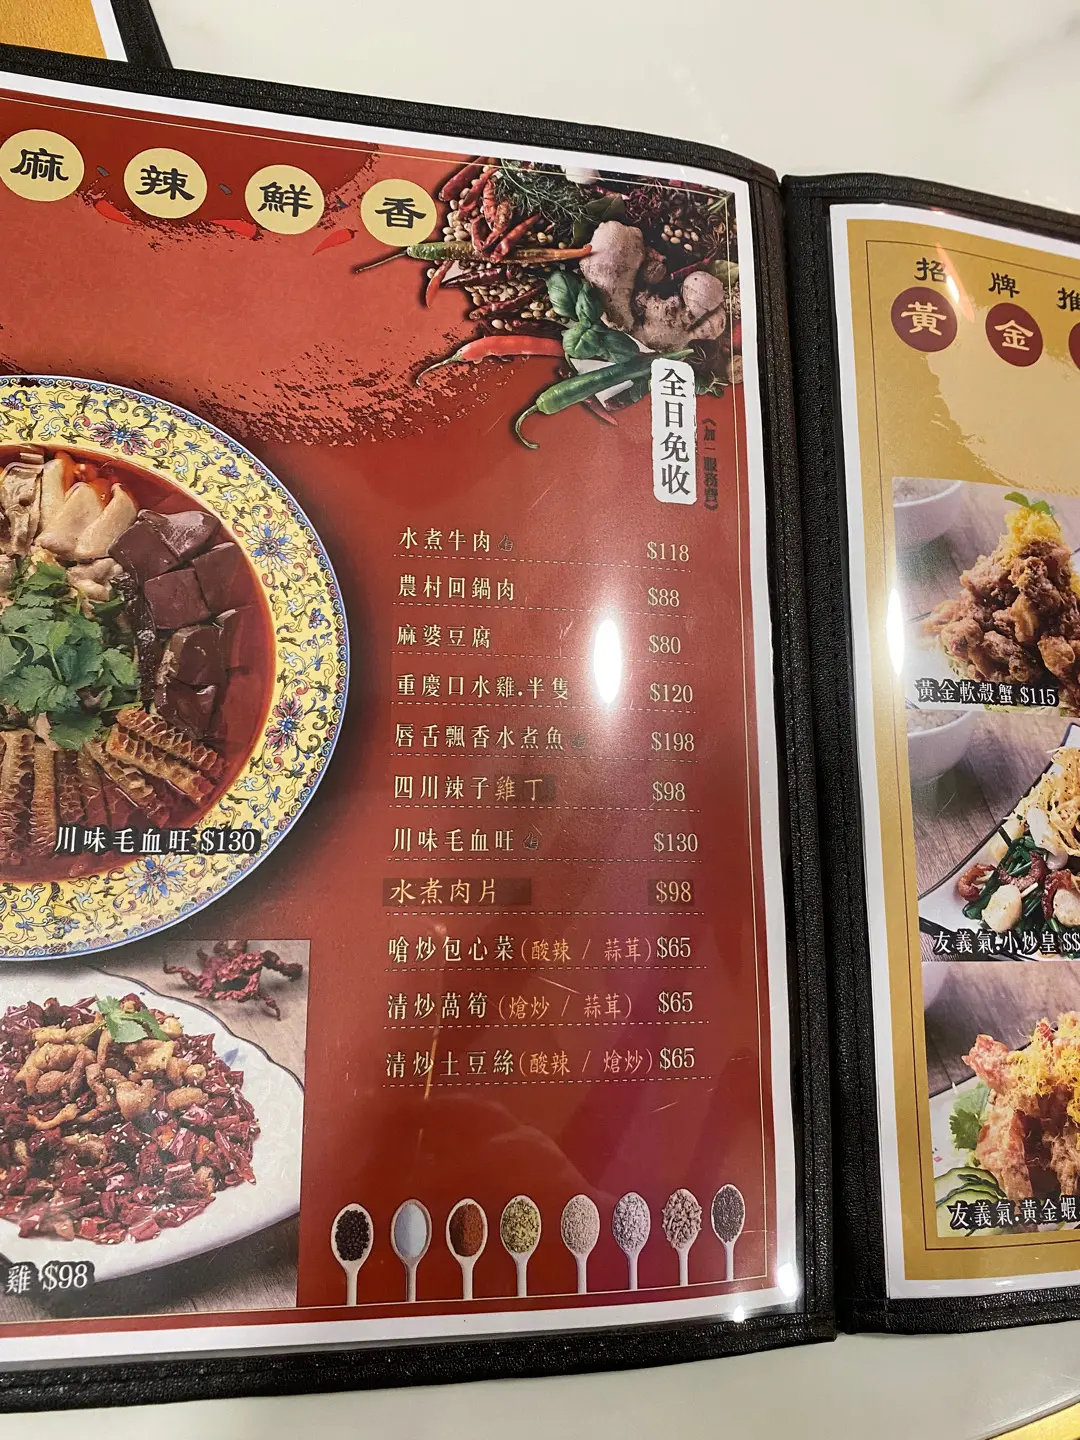 麻辣鮮香
全日免收
《加一服務費》
水煮牛肉 $118
農村回鍋肉 $88
麻婆豆腐 $80
重慶口水雞.半隻 $120
唇舌飄香水煮魚 $198
四川辣子雞丁 $98
川味毛血旺 $130
水煮肉片 $98
嗆炒包心菜(酸辣 / 蒜茸) $65
清炒萵筍 (熗炒 / 蒜茸) $65
清炒土豆絲(酸辣 / 熗炒) $65
川味毛血旺 $130
雞 $98
招牌推
黃金
黃金軟殼蟹 $115
友義氣.小炒皇 $
友義氣.黃金蝦